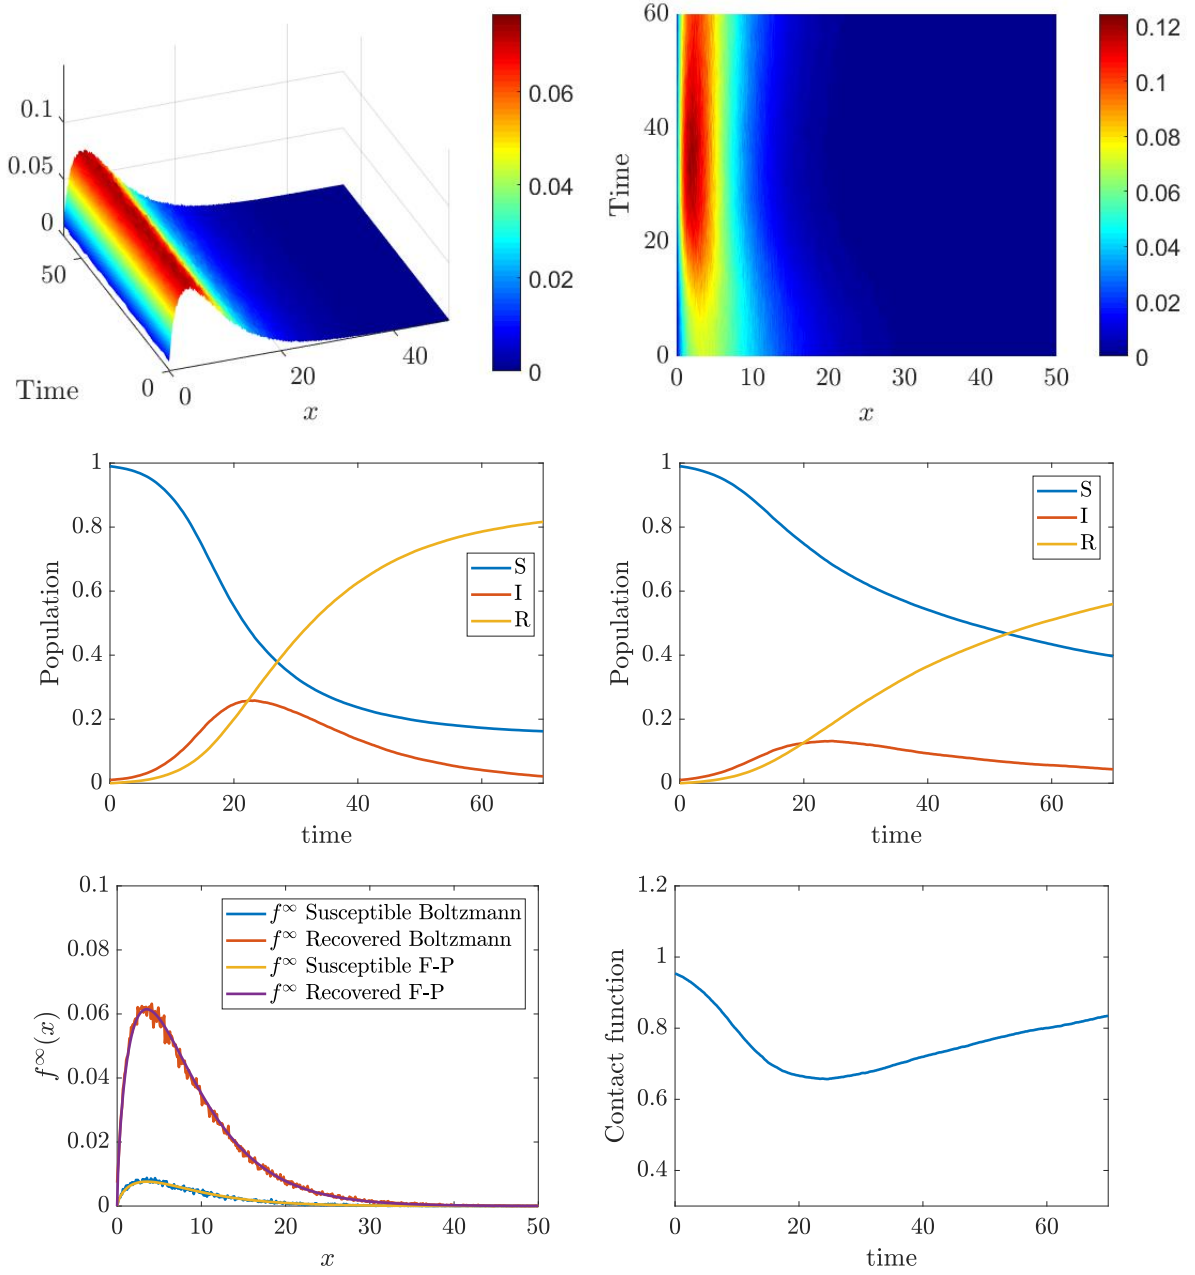 0.1
0.05
0
50
Time
0
0
20
40
x
0.06
0.04
0.02
0
60
40
20
0
Time
0 10 20 30 40 50
x
0.12
0.1
0.08
0.06
0.04
0.02
0
1
0.8
0.6
0.4
0.2
0
Population
0 20 40 60
time
S
I
R
1
0.8
0.6
0.4
0.2
0
Population
0 20 40 60
time
S
I
R
0.1
0.08
0.06
0.04
0.02
0
f∞(x)
0 10 20 30 40 50
x
f∞ Susceptible Boltzmann
f∞ Recovered Boltzmann
f∞ Susceptible F-P
f∞ Recovered F-P
1.2
1
0.8
0.6
0.4
Contact function
0 20 40 60
time